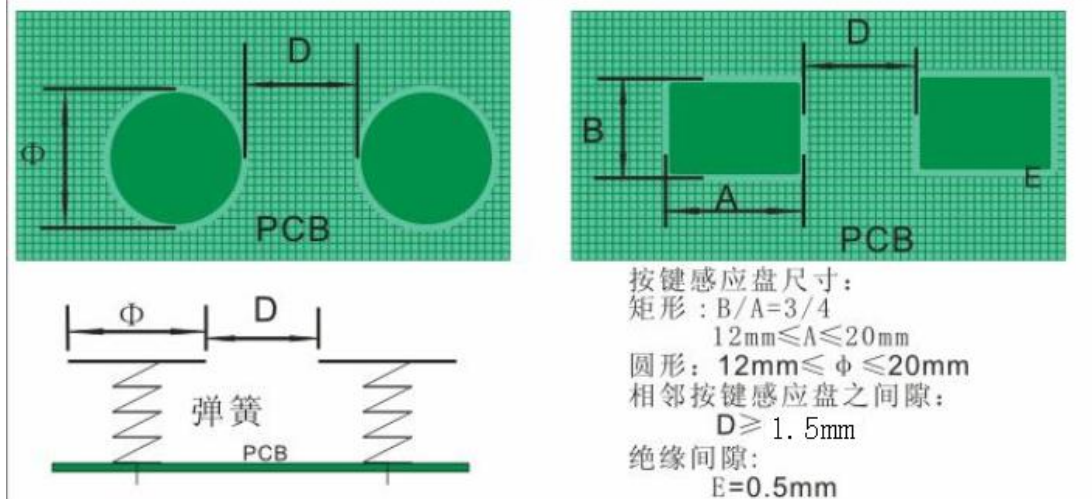 D
Φ
PCB
D
B
A
E
PCB
Φ
D
弹簧
PCB
按键感应盘尺寸：
矩形：B/A=3/4
12mm≤A≤20mm
圆形：12mm≤φ≤20mm
相邻按键感应盘之间隙：
D≥1.5mm
绝缘间隙:
E=0.5mm